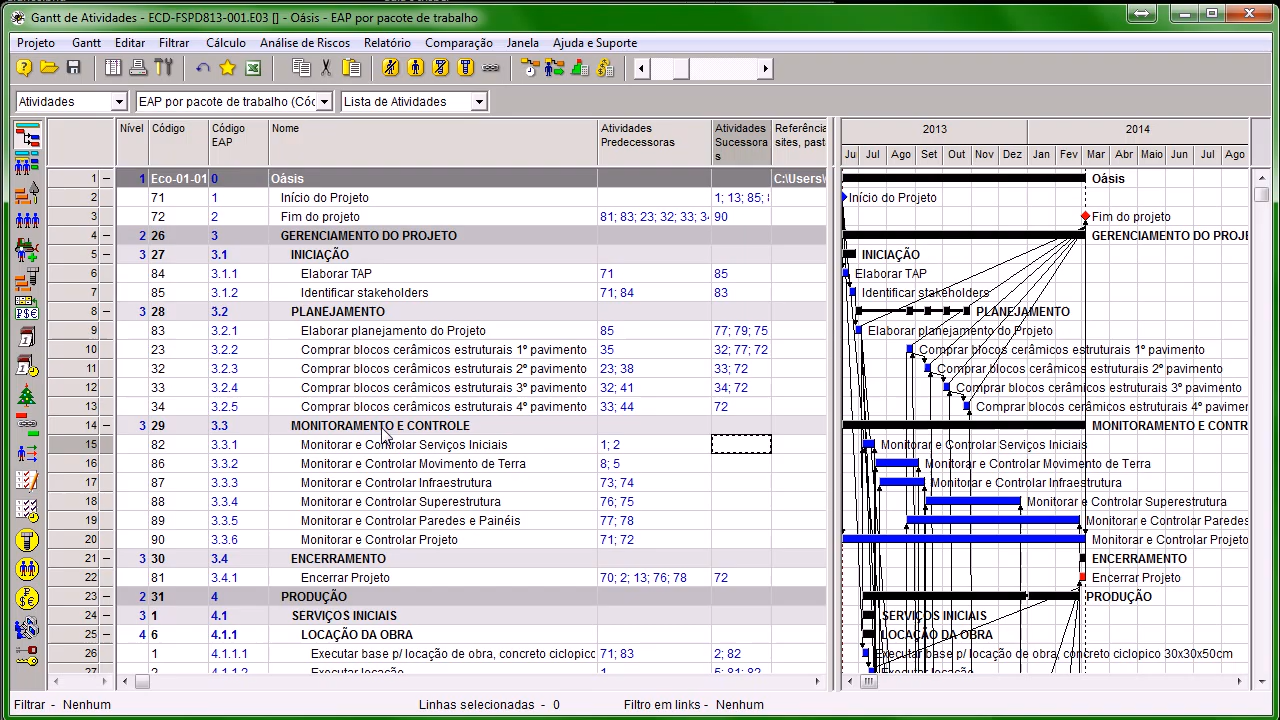 Gantt de Atividades - ECD-FSPD813-001.E03 [] - Oásis - EAP por pacote de trabalho
Projeto Gantt Editar Filtrar Cálculo Análise de Riscos Relatório Comparação Janela Ajuda e Suporte
Atividades EAP por pacote de trabalho (Cóc Lista de Atividades
Nível Código Código EAP Nome Atividades Predecessoras Atividades Sucessora s Referência sites, past
2013 2014
Ju Jul Ago Set Out Nov Dez Jan Fev Mar Abr Maio Jun Jul Ago
1 1 Eco-01-01 0 Oásis C:\Users\ Oásis
2 71 1 Início do Projeto 1; 13; 85; Início do Projeto
3 72 2 Fim do projeto 81; 83; 23; 32; 33; 34 90 Fim do projeto
4 2 26 3 GERENCIAMENTO DO PROJETO GERENCIAMENTO DO PROJE
5 3 27 3.1 INICIAÇÃO INICIAÇÃO
6 84 3.1.1 Elaborar TAP 71 85 Elaborar TAP
7 85 3.1.2 Identificar stakeholders 71; 84 83 Identificar stakeholders
8 3 28 3.2 PLANEJAMENTO PLANEJAMENTO
9 83 3.2.1 Elaborar planejamento do Projeto 85 77; 79; 75 Elaborar planejamento do Projeto
10 23 3.2.2 Comprar blocos cerâmicos estruturais 1º pavimento 35 32; 77; 72 Comprar blocos cerâmicos estruturais 1º pavimento
11 32 3.2.3 Comprar blocos cerâmicos estruturais 2º pavimento 23; 38 33; 72 Comprar blocos cerâmicos estruturais 2º pavimento
12 33 3.2.4 Comprar blocos cerâmicos estruturais 3º pavimento 32; 41 34; 72 Comprar blocos cerâmicos estruturais 3º pavimento
13 34 3.2.5 Comprar blocos cerâmicos estruturais 4º pavimento 33; 44 72 Comprar blocos cerâmicos estruturais 4º pavimento
14 3 29 3.3 MONITORAMENTO E CONTROLE MONITORAMENTO E CONTR
15 82 3.3.1 Monitorar e Controlar Serviços Iniciais 1; 2 Monitorar e Controlar Serviços Iniciais
16 86 3.3.2 Monitorar e Controlar Movimento de Terra 8; 5 Monitorar e Controlar Movimento de Terra
17 87 3.3.3 Monitorar e Controlar Infraestrutura 73; 74 Monitorar e Controlar Infraestrutura
18 88 3.3.4 Monitorar e Controlar Superestrutura 76; 75 Monitorar e Controlar Superestrutura
19 89 3.3.5 Monitorar e Controlar Paredes e Painéis 77; 78 Monitorar e Controlar Paredes
20 90 3.3.6 Monitorar e Controlar Projeto 71; 72 Monitorar e Controlar Projeto
21 3 30 3.4 ENCERRAMENTO ENCERRAMENTO
22 81 3.4.1 Encerrar Projeto 70; 2; 13; 76; 78 72 Encerrar Projeto
23 2 31 4 PRODUÇÃO PRODUÇÃO
24 3 1 4.1 SERVIÇOS INICIAIS SERVIÇOS INICIAIS
25 4 6 4.1.1 LOCAÇÃO DA OBRA LOCAÇÃO DA OBRA
26 1 4.1.1.1 Executar base p/ locação de obra, concreto ciclopico 71; 83 2; 82 Executar base p/ locação de obra, concreto ciclopico 30x30x50cm
27 2 4.1.1.2 Executar locação 1 5; 81; 82 Executar locação
Filtrar - Nenhum Linhas selecionadas - 0 Filtro em links - Nenhum